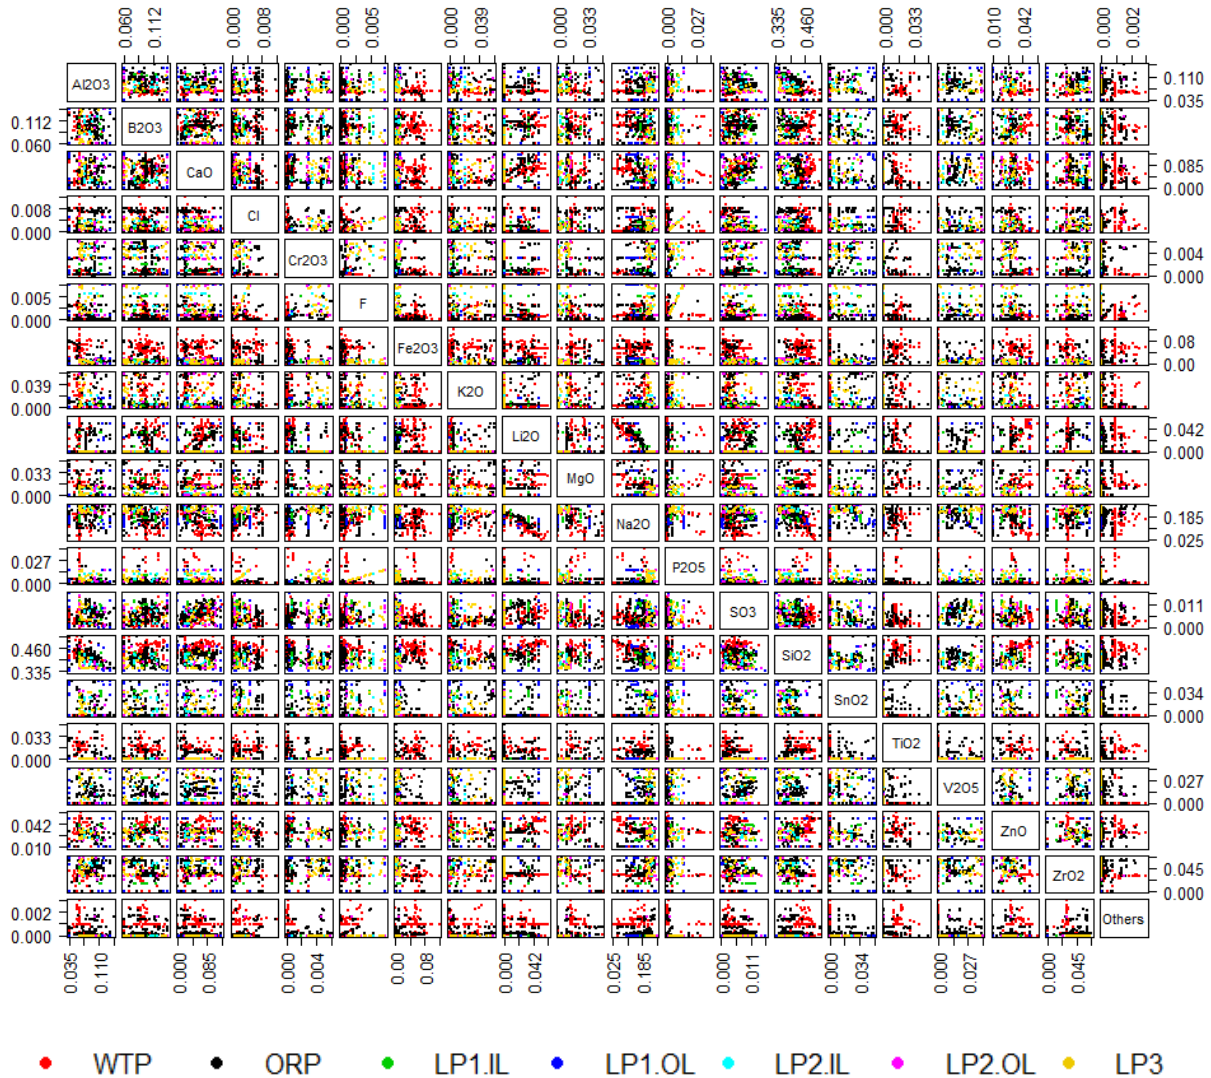 0.060 0.112 0.000 0.008 0.000 0.005 0.000 0.039 0.000 0.033 0.000 0.027 0.335 0.460 0.000 0.033 0.010 0.042 0.000 0.002
Al2O3 0.110 0.035
0.112 0.060 B2O3
CaO 0.085 0.000
0.008 0.000 Cl
Cr2O3 0.004 0.000
0.005 0.000 F
Fe2O3 0.08 0.00
0.039 0.000 K2O
Li2O 0.042 0.000
0.033 0.000 MgO
Na2O 0.185 0.025
0.027 0.000 P2O5
SO3 0.011 0.000
0.460 0.335 SiO2
SnO2 0.034 0.000
0.033 0.000 TiO2
V2O5 0.027 0.000
0.042 0.010 ZnO
ZrO2 0.045 0.000
0.002 0.000 Others
0.035 0.110 0.000 0.085 0.000 0.004 0.00 0.08 0.000 0.042 0.025 0.185 0.000 0.011 0.000 0.034 0.000 0.027 0.000 0.045
WTP ORP LP1.IL LP1.OL LP2.IL LP2.OL LP3